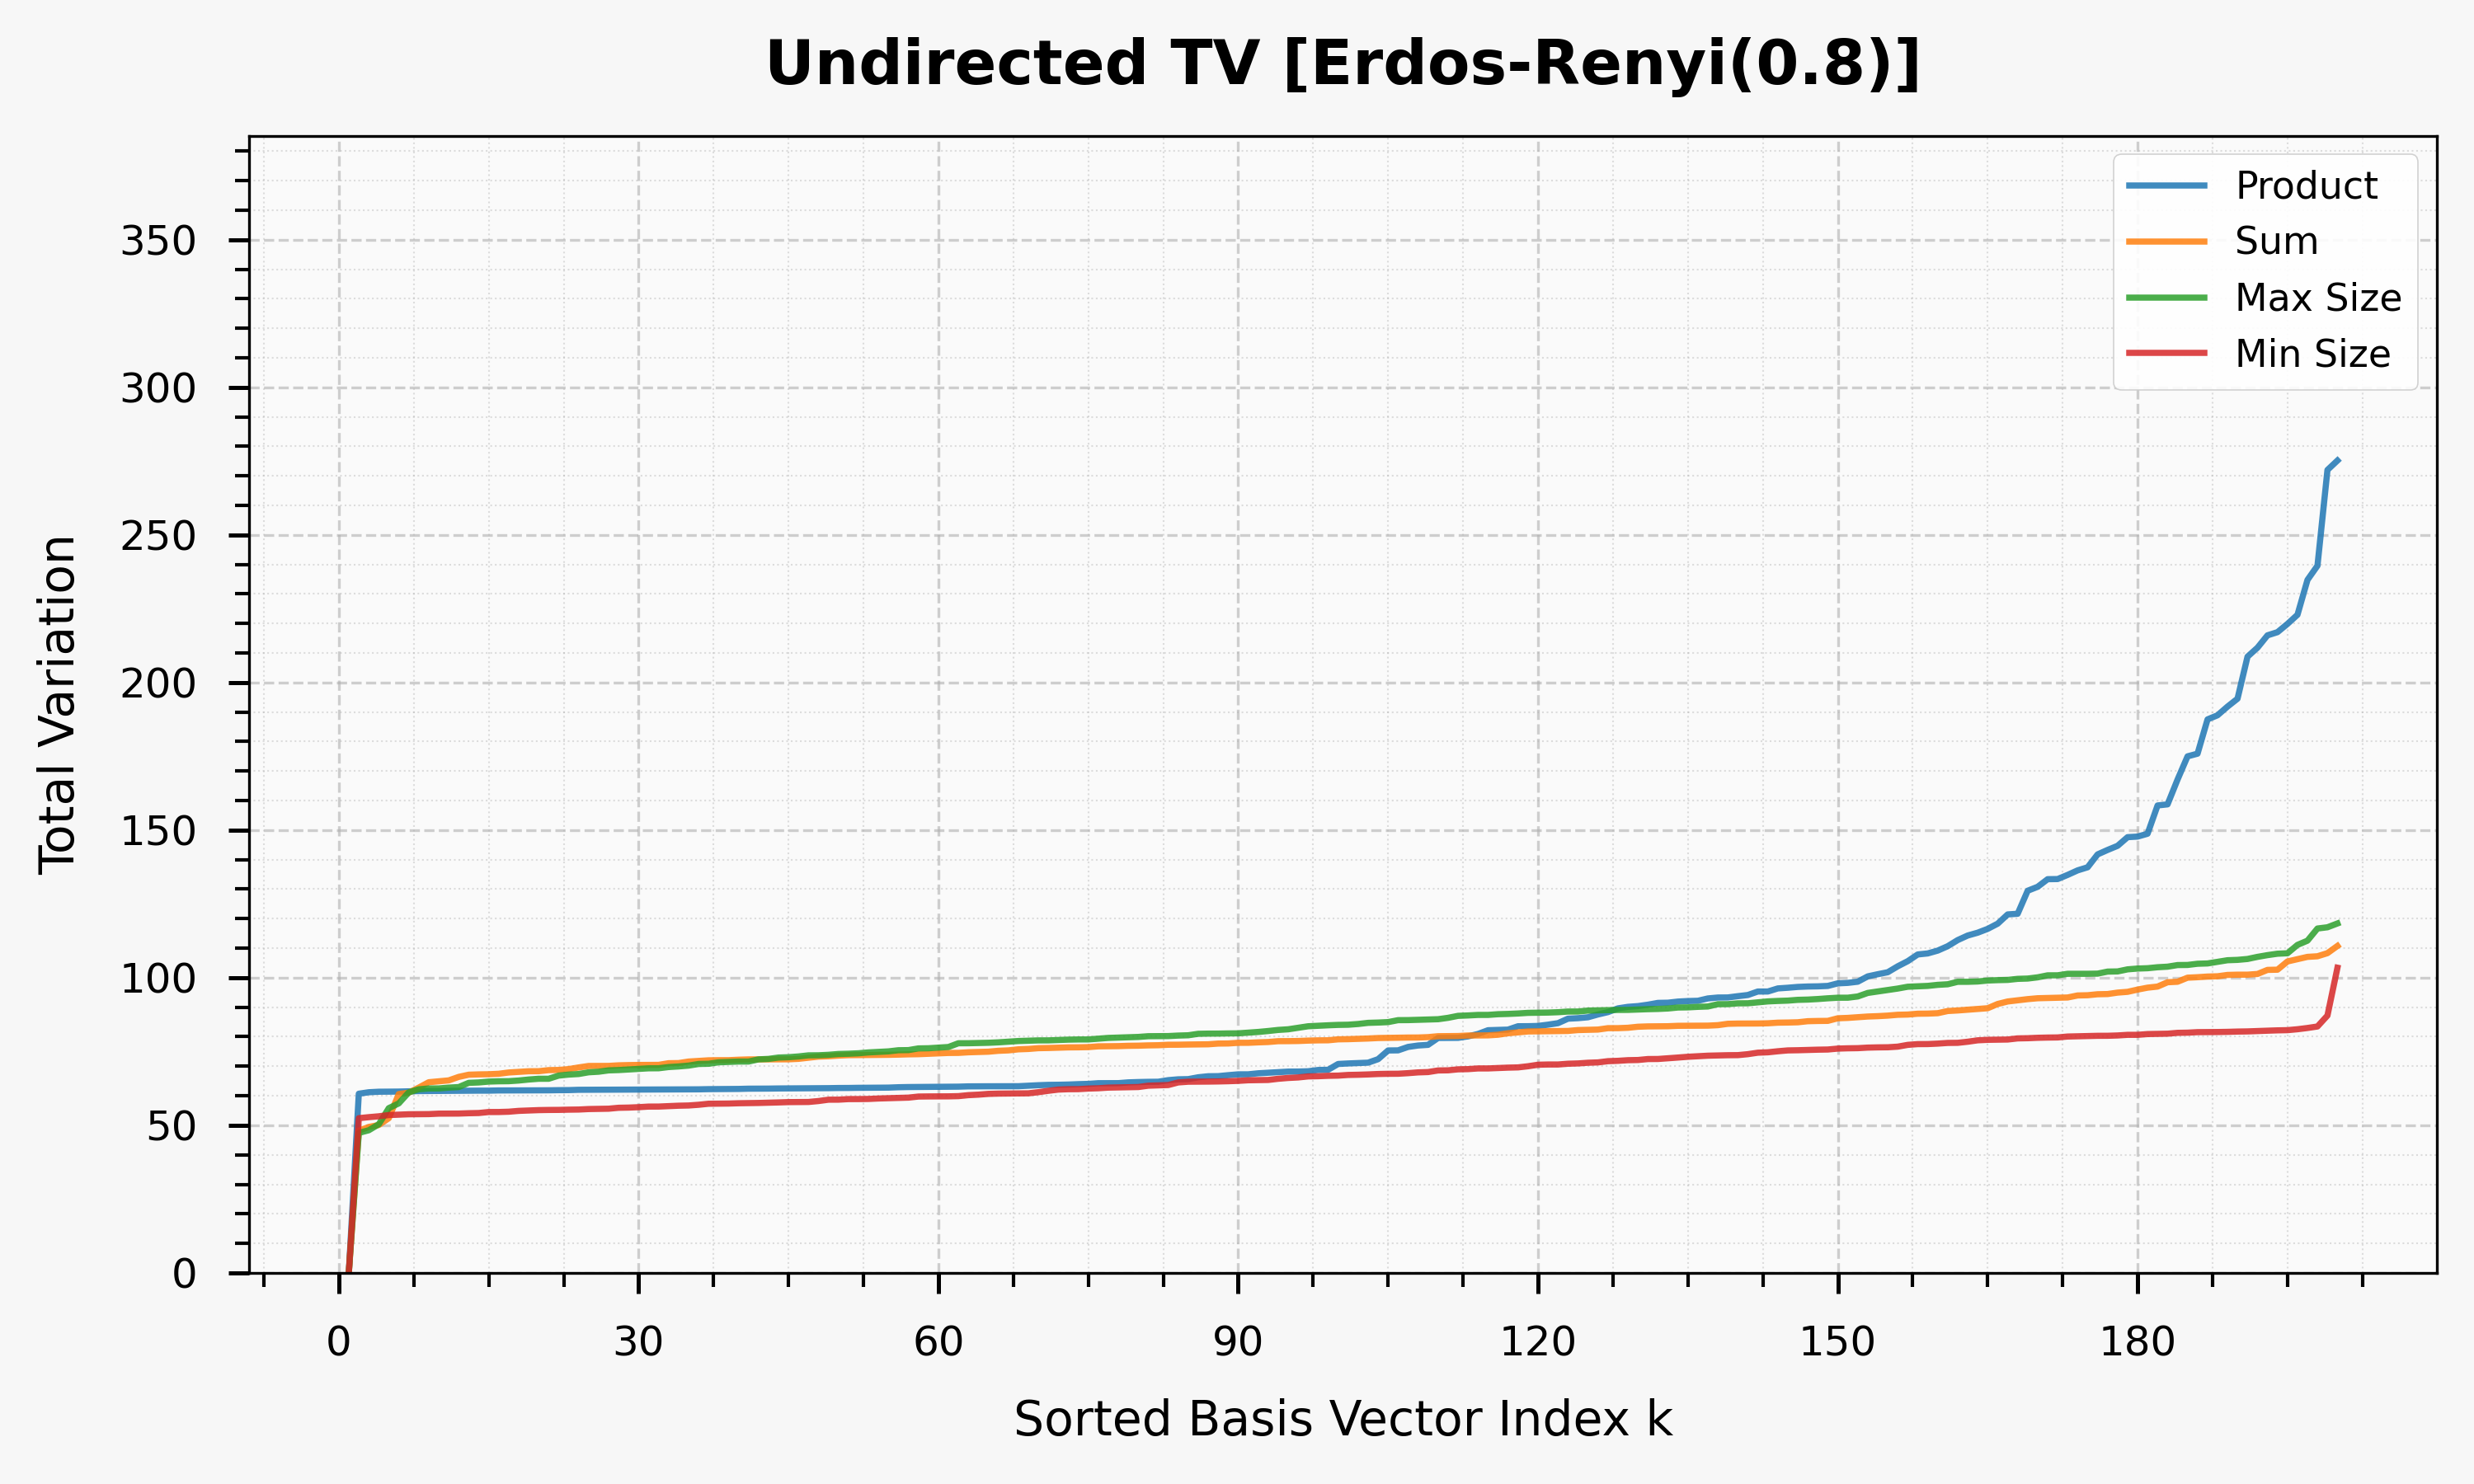 Undirected TV [Erdos-Renyi(0.8)]
Product
Sum
Max Size
Min Size
Total Variation
350
300
250
200
150
100
50
0
0 30 60 90 120 150 180
Sorted Basis Vector Index k